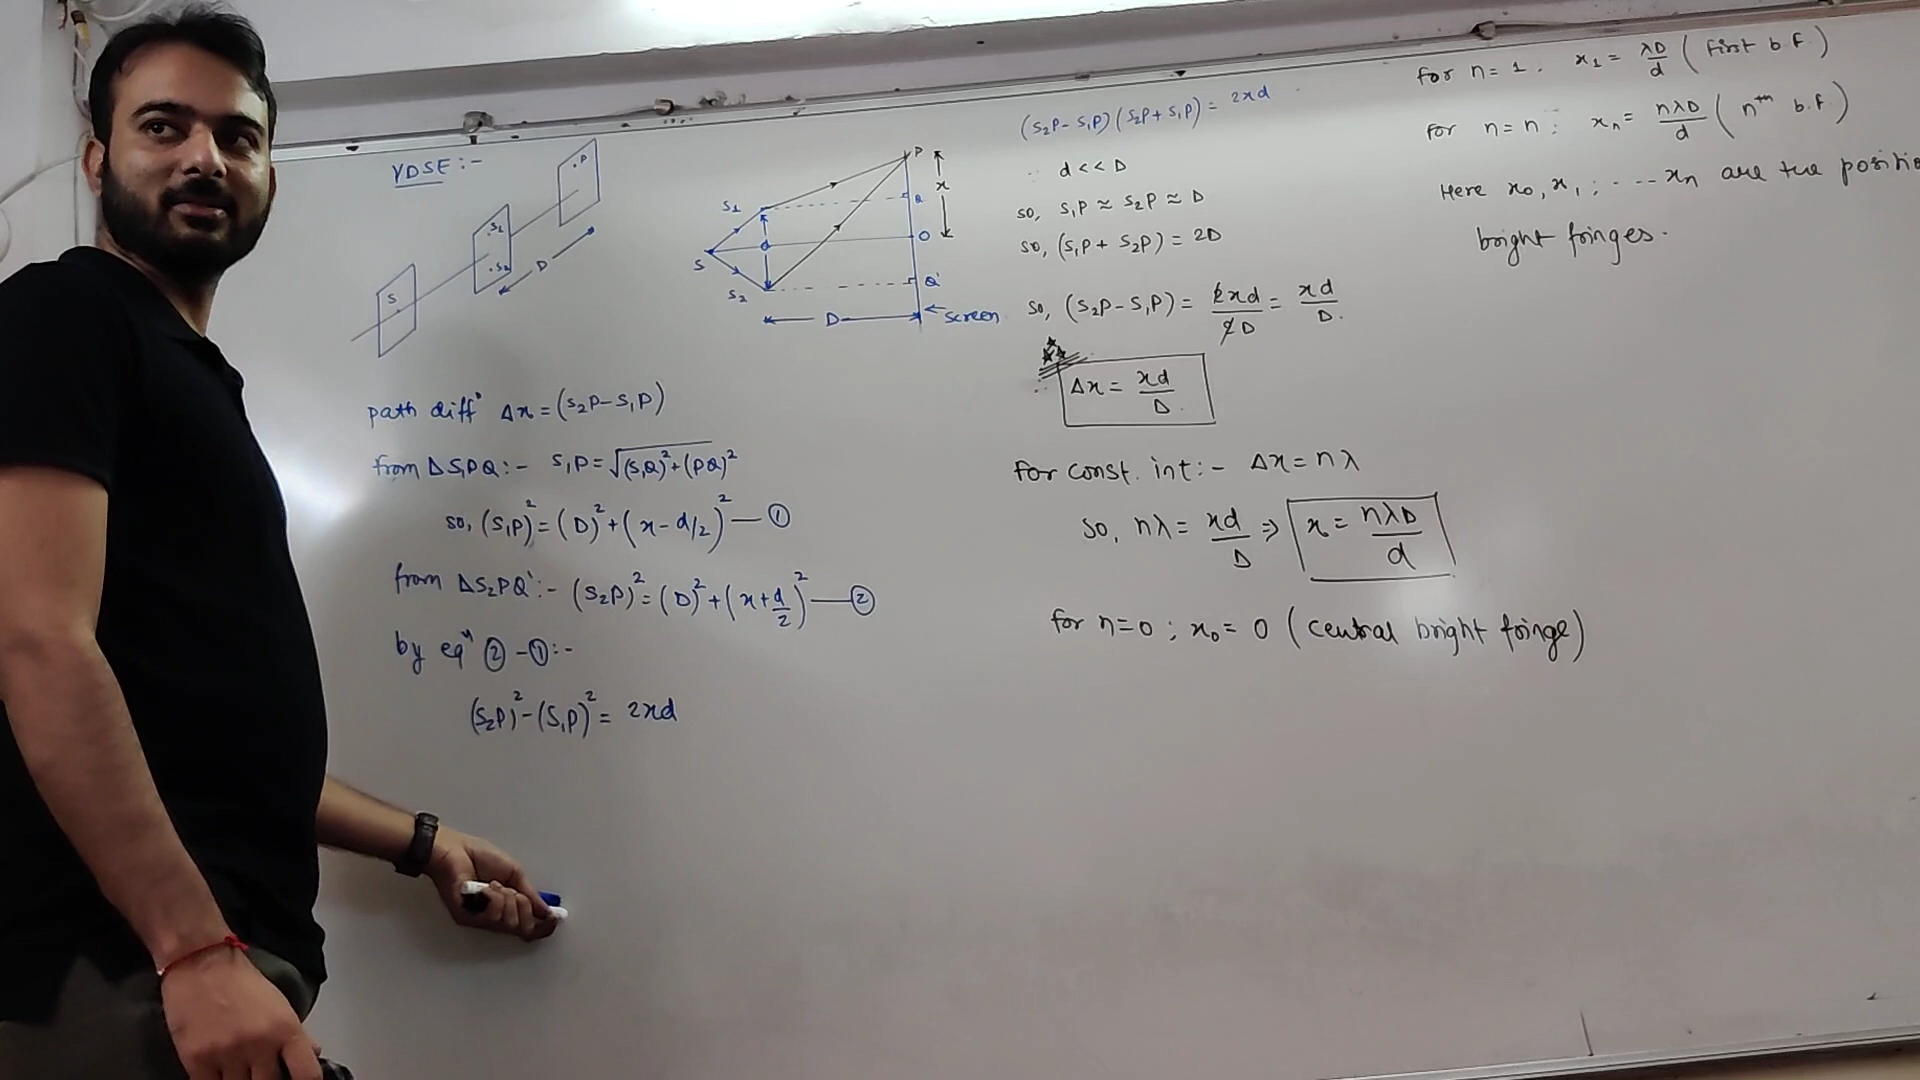 YDSE :-
S
S1
.S2
D
.P
S1
S
S2
d
D
P
x
Q
O
Q'
Screen
path diffⁿ Δx = (S2P - S1P)
from ΔS1PQ :- S1P = √(S1Q)² + (PQ)²
so, (S1P)² = (D)² + (x - d/2)² — ①
from ΔS2PQ' :- (S2P)² = (D)² + (x + d/2)² — ②
by eqⁿ ② - ① :-
(S2P)² - (S1P)² = 2xd
(S2P - S1P) (S2P + S1P) = 2xd
∵ d << D
so, S1P ≈ S2P ≈ D
so, (S1P + S2P) = 2D
so, (S2P - S1P) = 2xd/2D = xd/D.
∴ Δx = xd/D.
For const. int :- Δx = nλ
so, nλ = xd/D ⇒ x = nλD/d
for n=0 ; x0 = 0 (central bright fringe)
for n = 1 . x1 = λD/d (first b.F.)
For n = n : xn = nλD/d (nth b.F.)
Here x0, x1, ; - - - xn are the positio
bright fringes.